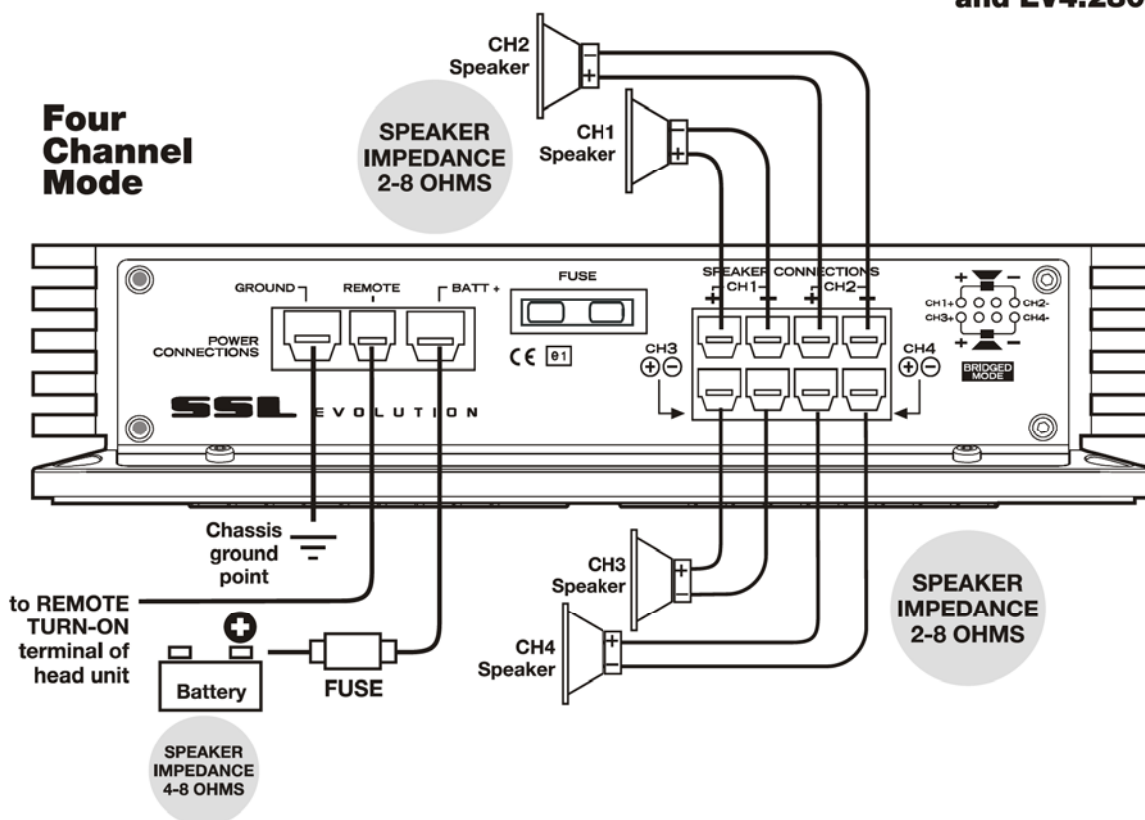 and EV4.280
Four
Channel
Mode
CH2
Speaker
SPEAKER
IMPEDANCE
2-8 OHMS
CH1
Speaker
-
+
-
+
GROUND
REMOTE
BATT +
POWER
CONNECTIONS
FUSE
CE e1
SPEAKER CONNECTIONS
+ CH1 - + CH2 -
CH3
+ -
CH4
+ -
+ -
CH1+ CH2-
CH3+ CH4-
+ -
BRIDGED
MODE
SSL EVOLUTION
Chassis
ground
point
to REMOTE
TURN-ON
terminal of
head unit
+
Battery
FUSE
SPEAKER
IMPEDANCE
4-8 OHMS
CH3
Speaker
+
-
CH4
Speaker
+
-
SPEAKER
IMPEDANCE
2-8 OHMS